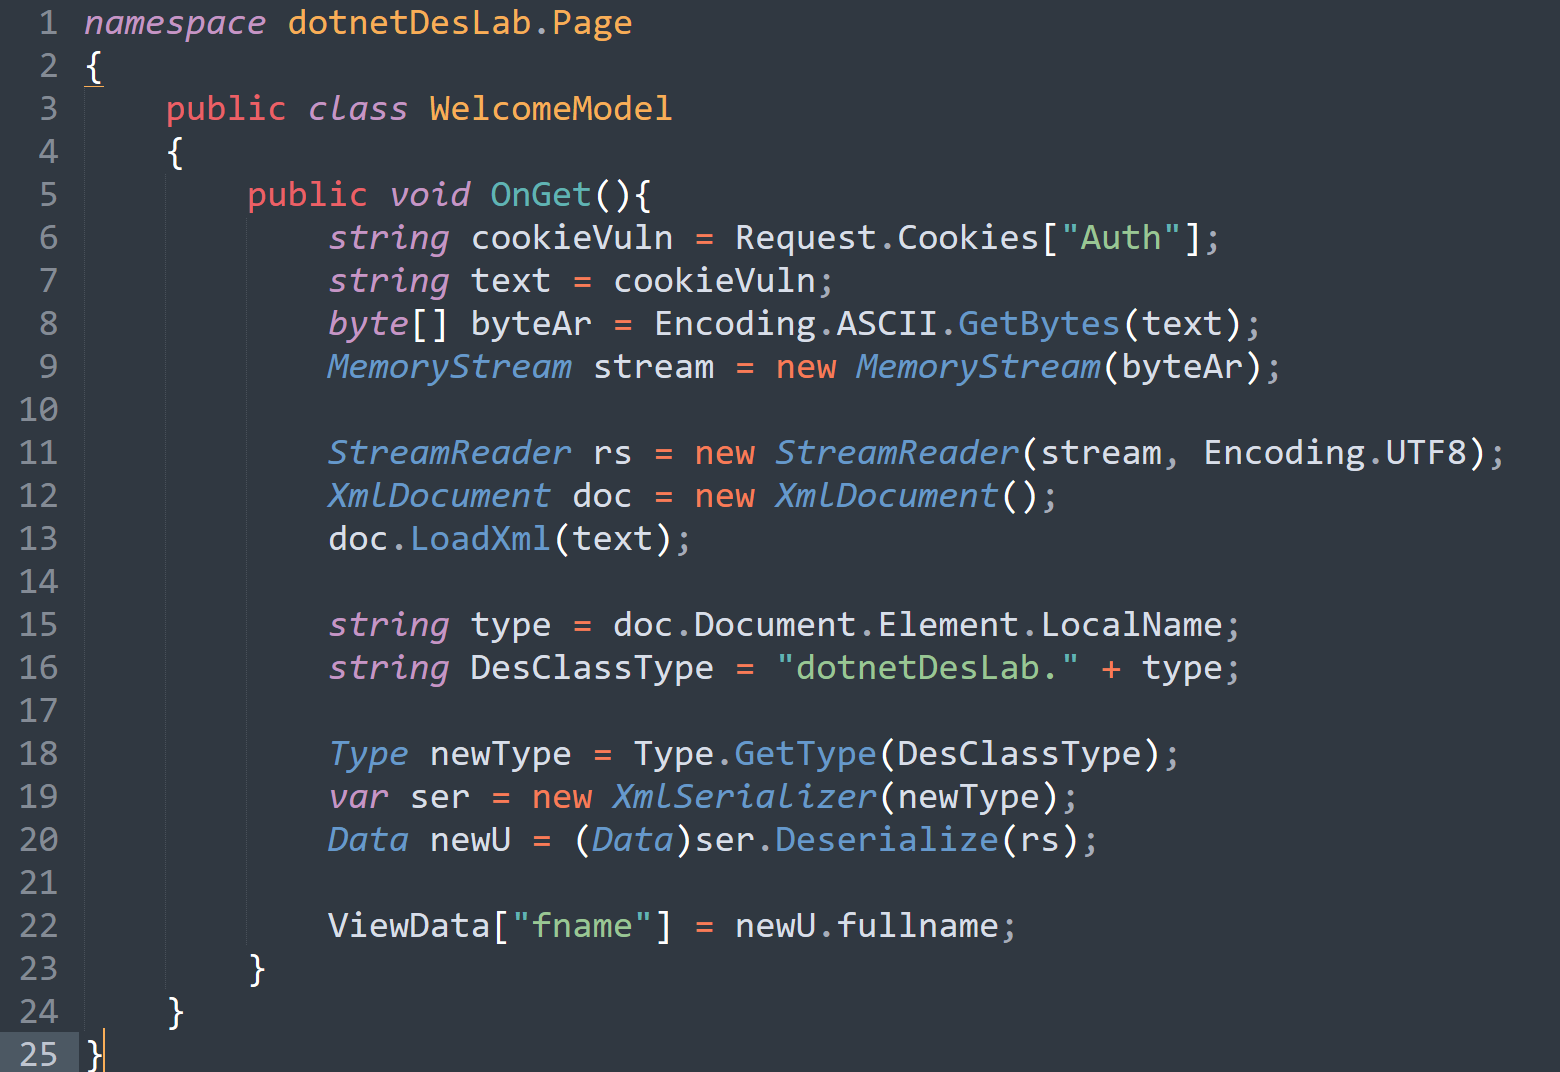 1 namespace dotnetDesLab.Page
2 {
3     public class WelcomeModel
4     {
5         public void OnGet(){
6             string cookieVuln = Request.Cookies["Auth"];
7             string text = cookieVuln;
8             byte[] byteAr = Encoding.ASCII.GetBytes(text);
9             MemoryStream stream = new MemoryStream(byteAr);
10
11             StreamReader rs = new StreamReader(stream, Encoding.UTF8);
12             XmlDocument doc = new XmlDocument();
13             doc.LoadXml(text);
14
15             string type = doc.Document.Element.LocalName;
16             string DesClassType = "dotnetDesLab." + type;
17
18             Type newType = Type.GetType(DesClassType);
19             var ser = new XmlSerializer(newType);
20             Data newU = (Data)ser.Deserialize(rs);
21
22             ViewData["fname"] = newU.fullname;
23         }
24     }
25 }